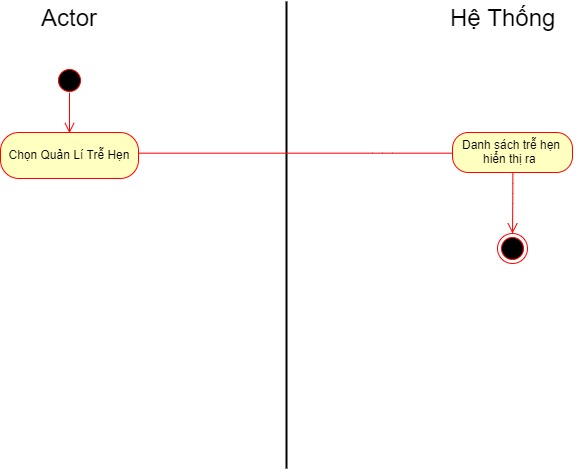 Actor
Hệ Thống
Chọn Quản Lí Trễ Hẹn
Danh sách trễ hẹn
hiển thị ra